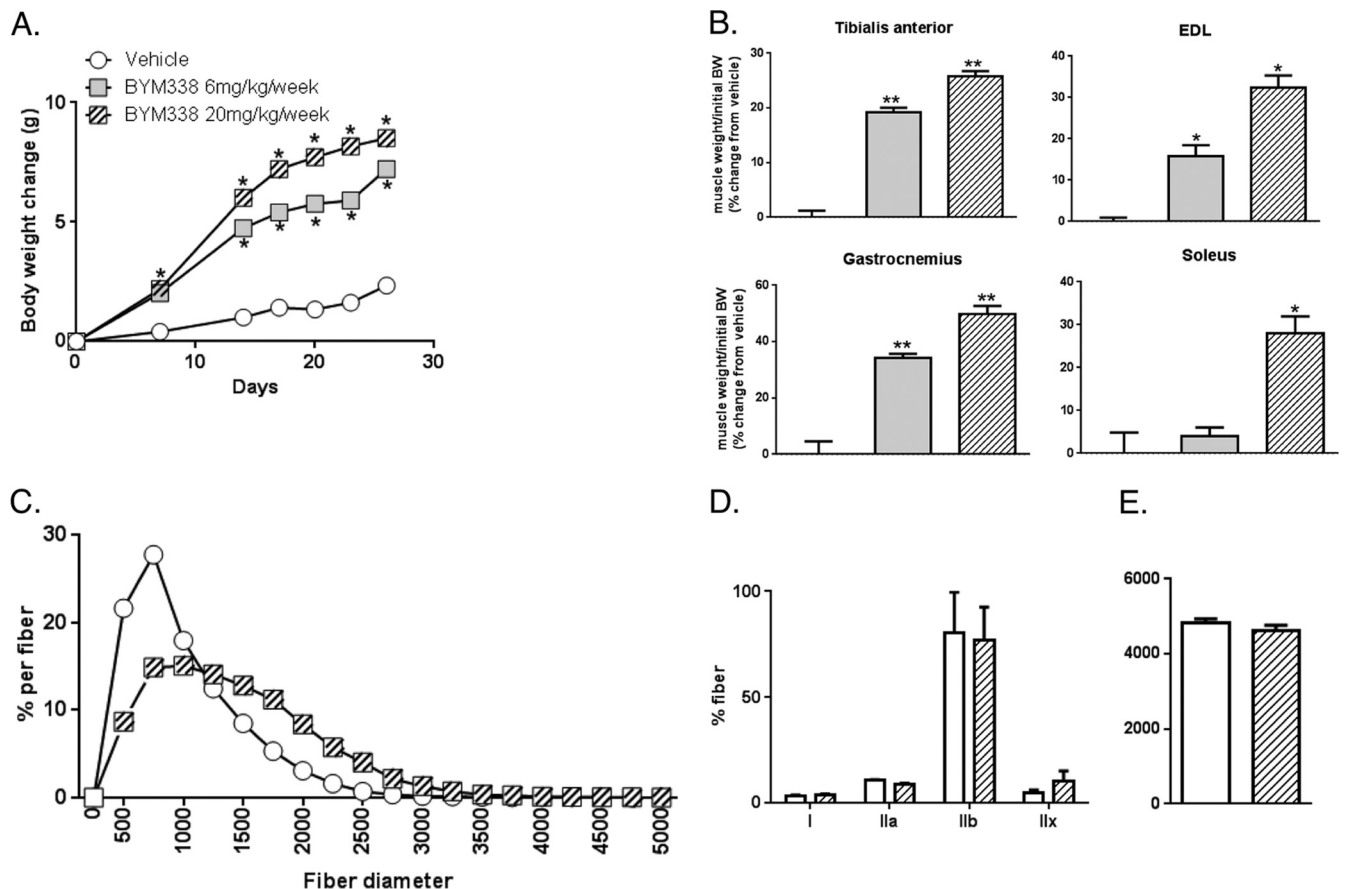 A.
Vehicle
BYM338 6mg/kg/week
BYM338 20mg/kg/week
Body weight change (g)
10
5
0
0 10 20 30
* * * * * *
* * * * *
Days
B.
Tibialis anterior
muscle weight/initial BW
(% change from vehicle)
30
20
10
0
**
**
EDL
40
30
20
10
0
*
*
Gastrocnemius
muscle weight/initial BW
(% change from vehicle)
60
40
20
0
**
**
Soleus
40
30
20
10
0
*
C.
% per fiber
30
20
10
0
0 500 1000 1500 2000 2500 3000 3500 4000 4500 5000
Fiber diameter
D.
% fiber
100
50
0
I IIa IIb IIx
E.
6000
4000
2000
0